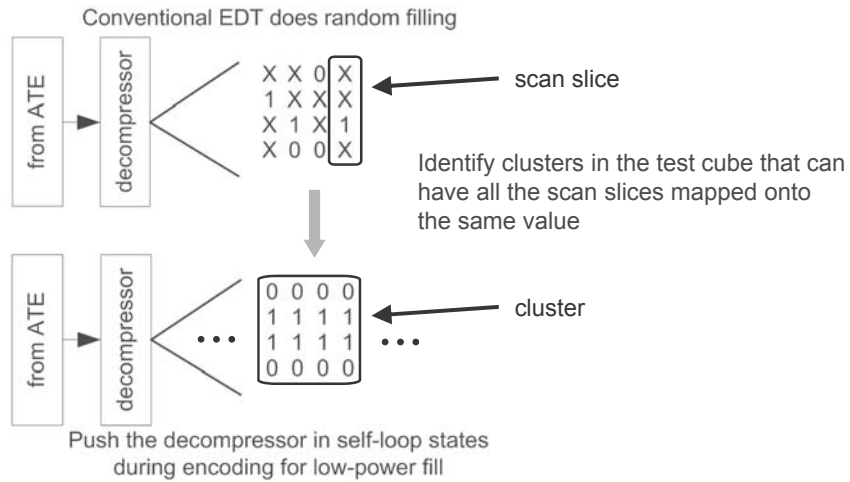 Conventional EDT does random filling
from ATE
decompressor
X X 0 X
1 X X X
X 1 X 1
X 0 0 X
scan slice
Identify clusters in the test cube that can
have all the scan slices mapped onto
the same value
from ATE
decompressor
• • •
0 0 0 0
1 1 1 1
1 1 1 1
0 0 0 0
• • •
cluster
Push the decompressor in self-loop states
during encoding for low-power fill